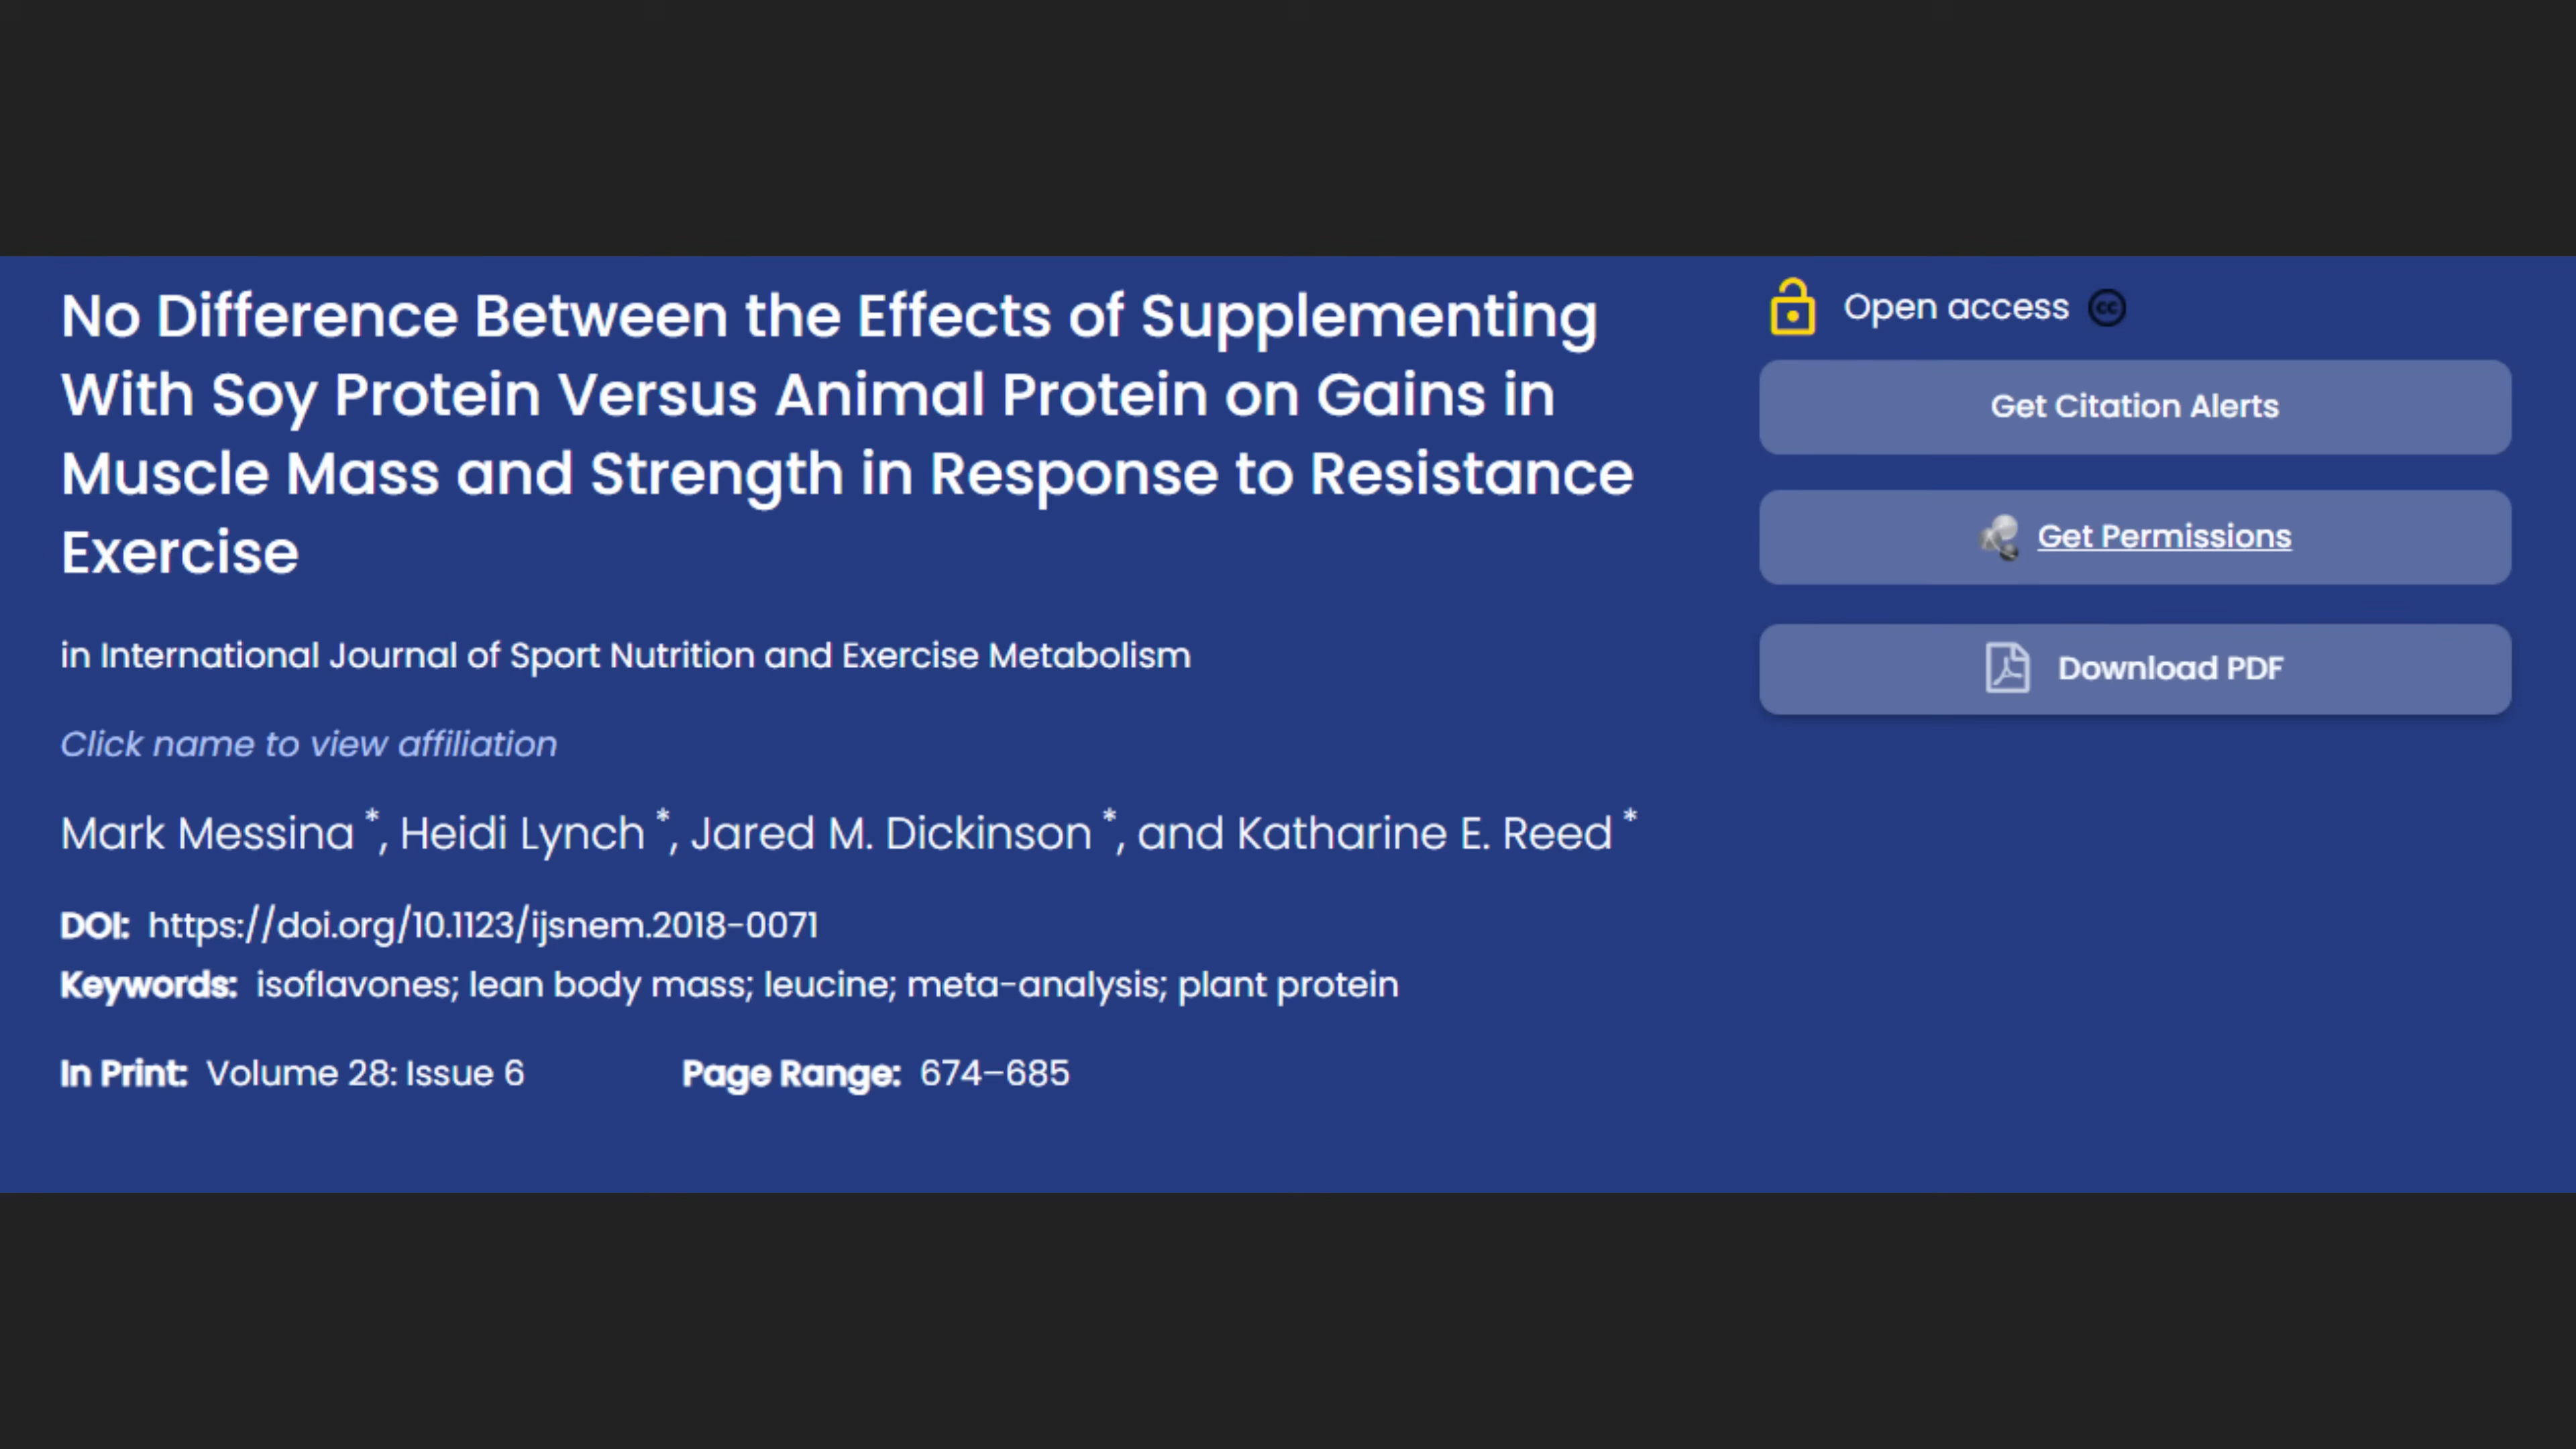 No Difference Between the Effects of Supplementing
With Soy Protein Versus Animal Protein on Gains in
Muscle Mass and Strength in Response to Resistance
Exercise
in International Journal of Sport Nutrition and Exercise Metabolism
Click name to view affiliation
Mark Messina *, Heidi Lynch *, Jared M. Dickinson *, and Katharine E. Reed *
DOI: https://doi.org/10.1123/ijsnem.2018-0071
Keywords: isoflavones; lean body mass; leucine; meta-analysis; plant protein
In Print: Volume 28: Issue 6 Page Range: 674–685
Open access cc
Get Citation Alerts
Get Permissions
Download PDF